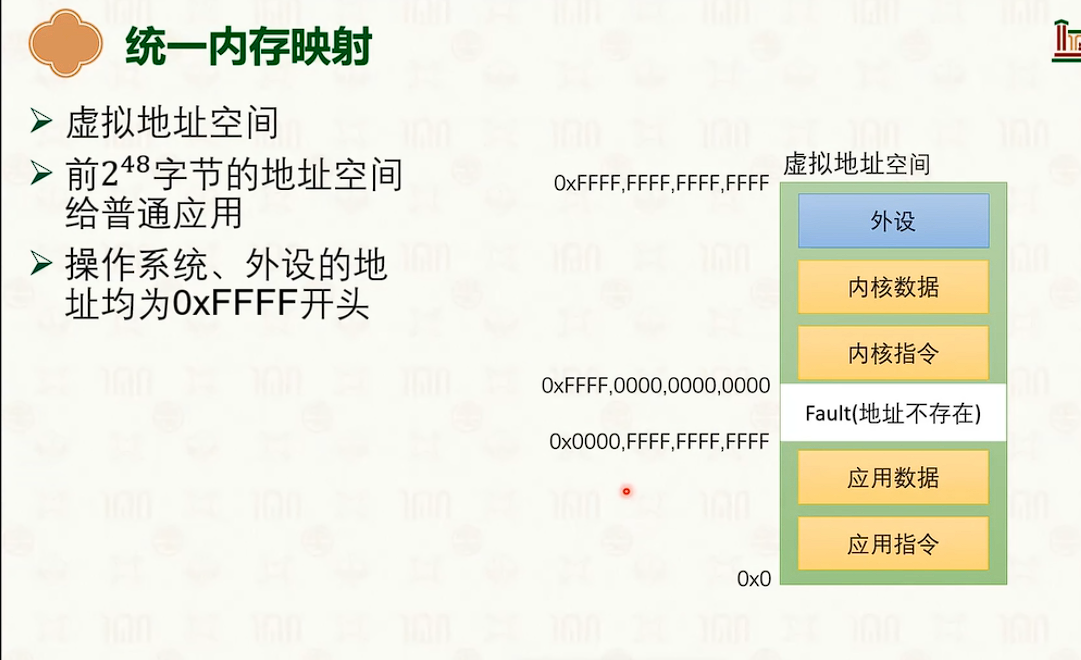 统一内存映射
虚拟地址空间
前2⁴⁸字节的地址空间
给普通应用
操作系统、外设的地
址均为0xFFFF开头
虚拟地址空间
0xFFFF,FFFF,FFFF,FFFF
外设
内核数据
内核指令
0xFFFF,0000,0000,0000
Fault(地址不存在)
0x0000,FFFF,FFFF,FFFF
应用数据
应用指令
0x0